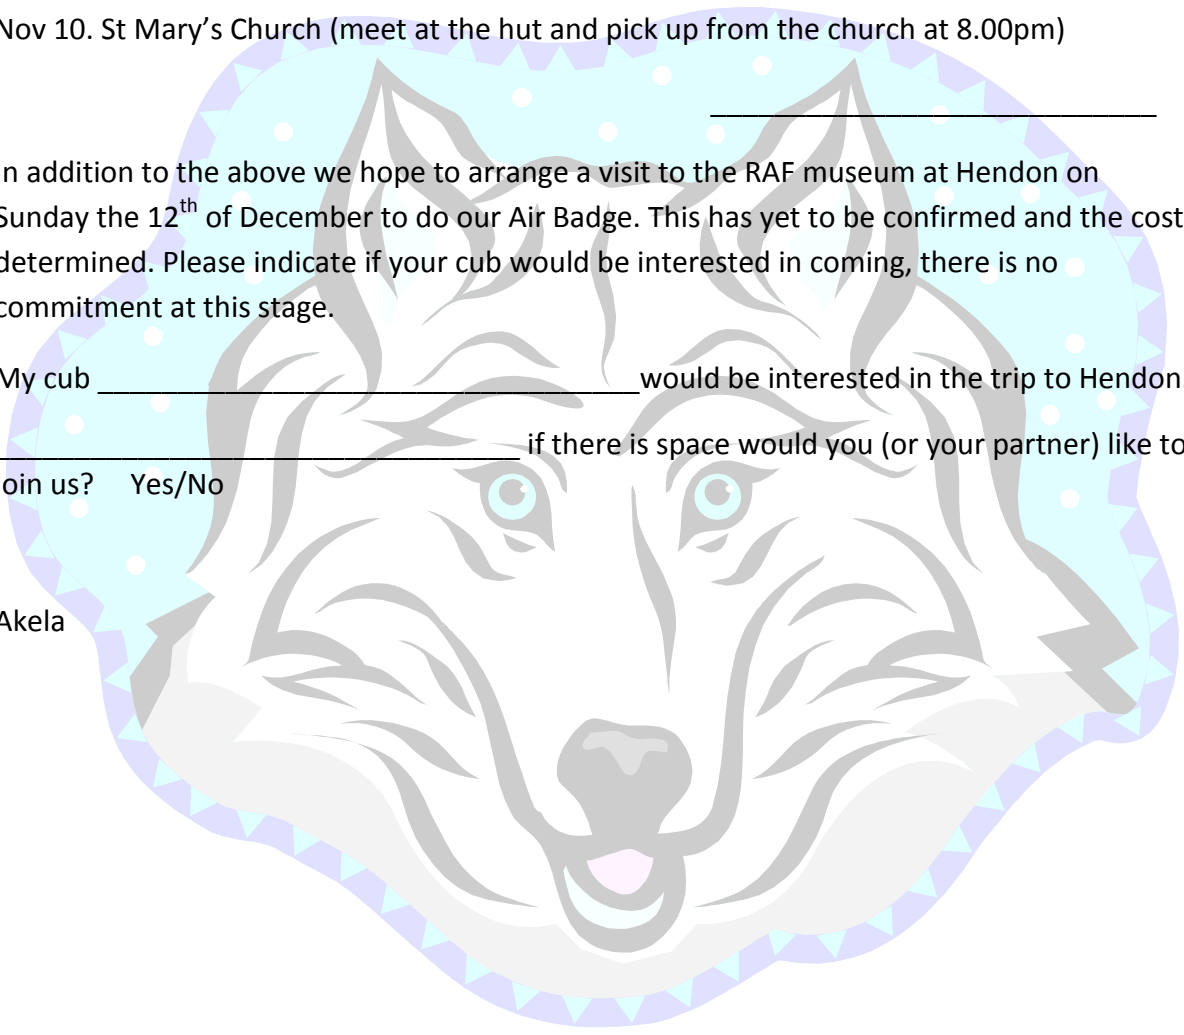 Nov 10. St Mary’s Church (meet at the hut and pick up from the church at 8.00pm)
____________________________
In addition to the above we hope to arrange a visit to the RAF museum at Hendon on
Sunday the 12th of December to do our Air Badge. This has yet to be confirmed and the cost
determined. Please indicate if your cub would be interested in coming, there is no
commitment at this stage.
My cub __________________________________would be interested in the trip to Hendon.
_________________________________ if there is space would you (or your partner) like to
join us? Yes/No
Akela